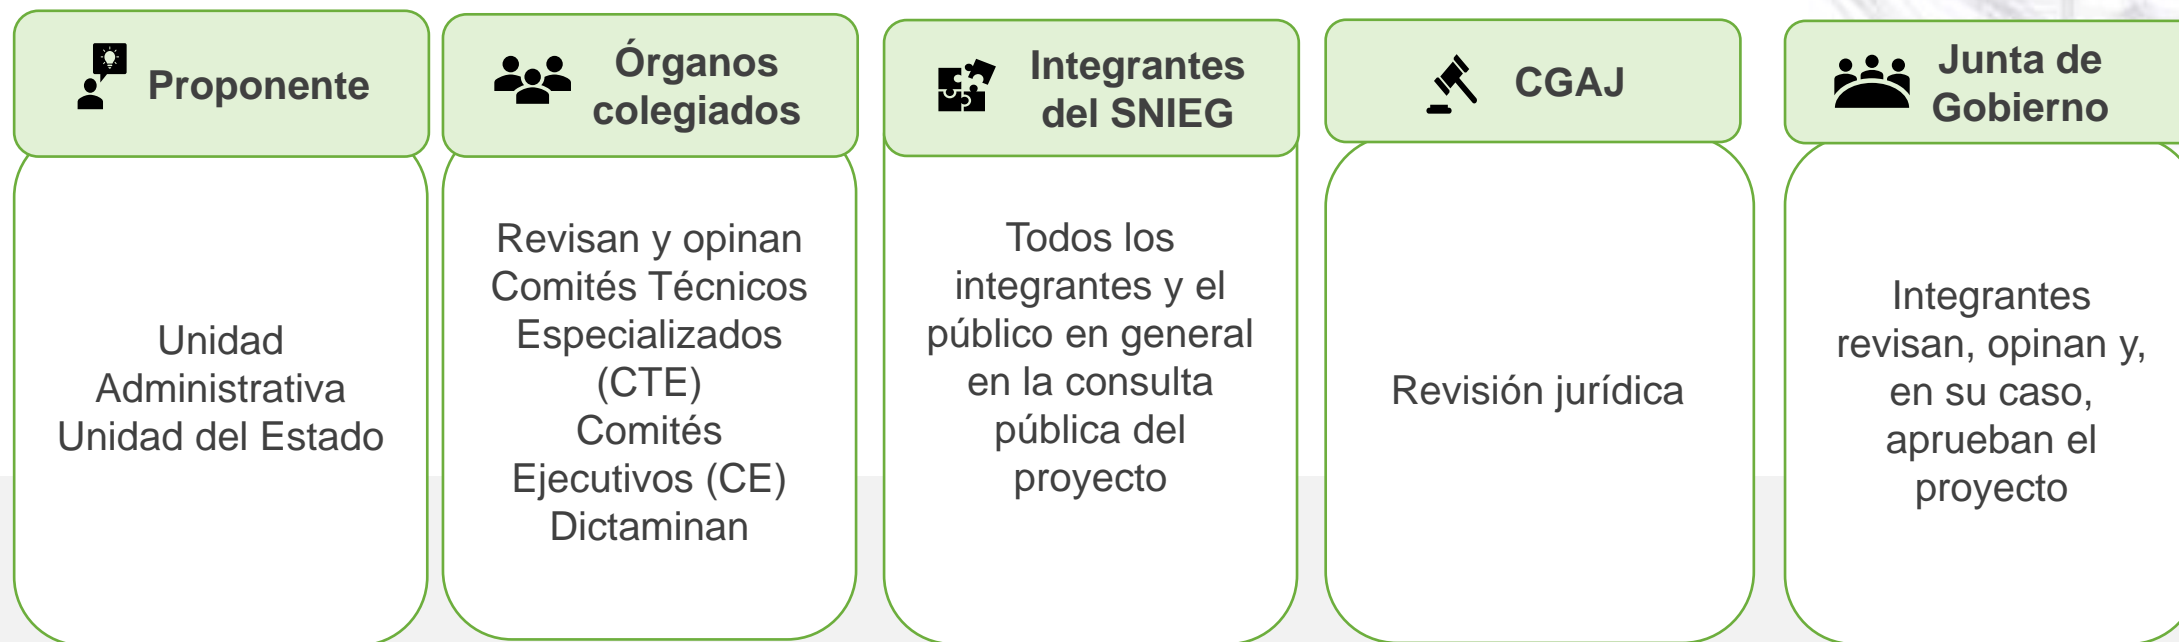 Proponente
Unidad
Administrativa
Unidad del Estado
Órganos
colegiados
Revisan y opinan
Comités Técnicos
Especializados
(CTE)
Comités
Ejecutivos (CE)
Dictaminan
Integrantes
del SNIEG
Todos los
integrantes y el
público en general
en la consulta
pública del
proyecto
CGAJ
Revisión jurídica
Junta de
Gobierno
Integrantes
revisan, opinan y,
en su caso,
aprueban el
proyecto